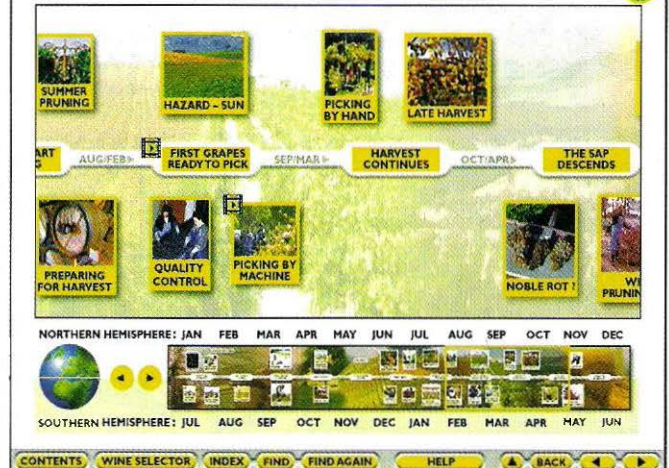 SUMMER
PRUNING
HAZARD – SUN
PICKING
BY HAND
LATE HARVEST
ART
G
AUG/FEB
FIRST GRAPES
READY TO PICK
SEP/MAR
HARVEST
CONTINUES
OCT/APR
THE SAP
DESCENDS
PREPARING
FOR HARVEST
QUALITY
CONTROL
PICKING BY
MACHINE
NOBLE ROT ?
WI
PRUNIN
NORTHERN HEMISPHERE: JAN FEB MAR APR MAY JUN JUL AUG SEP OCT NOV DEC
SOUTHERN HEMISPHERE: JUL AUG SEP OCT NOV DEC JAN FEB MAR APR MAY JUN
CONTENTS WINE SELECTOR INDEX FIND FIND AGAIN HELP BACK